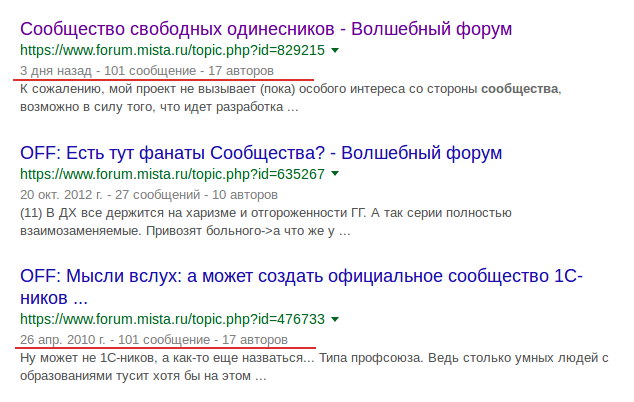 Сообщество свободных одинесников - Волшебный форум
https://www.forum.mista.ru/topic.php?id=829215
3 дня назад - 101 сообщение - 17 авторов
К сожалению, мой проект не вызывает (пока) особого интереса со стороны сообщества,
возможно в силу того, что идет разработка ...
OFF: Есть тут фанаты Сообщества? - Волшебный форум
https://www.forum.mista.ru/topic.php?id=635267
20 окт. 2012 г. - 27 сообщений - 10 авторов
(11) В ДХ все держится на харизме и отгороженности ГГ. А так серии полностью
взаимозаменяемые. Привозят больного->а что же у ...
OFF: Мысли вслух: а может создать официальное сообщество 1С-
ников ...
https://www.forum.mista.ru/topic.php?id=476733
26 апр. 2010 г. - 101 сообщение - 17 авторов
Ну может не 1С-ников, а как-то еще назваться... Типа профсоюза. Ведь столько умных людей с
образованиями тусит хотя бы на этом ...